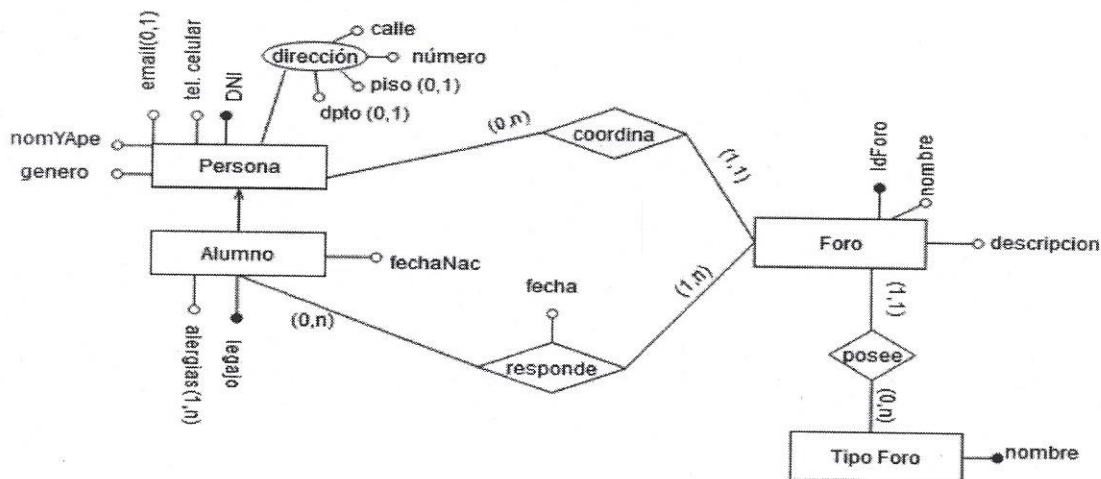 email(0,1)
tel. celular
DNI
dirección
calle
número
piso (0,1)
dpto (0,1)
nomYApe
genero
Persona
(0,n)
coordina
(1,1)
IdForo
nombre
Foro
descripcion
Alumno
fechaNac
alergias(1,n)
legajo
(0,n)
fecha
responde
(1,n)
(1,1)
posee
(0,n)
Tipo Foro
nombre